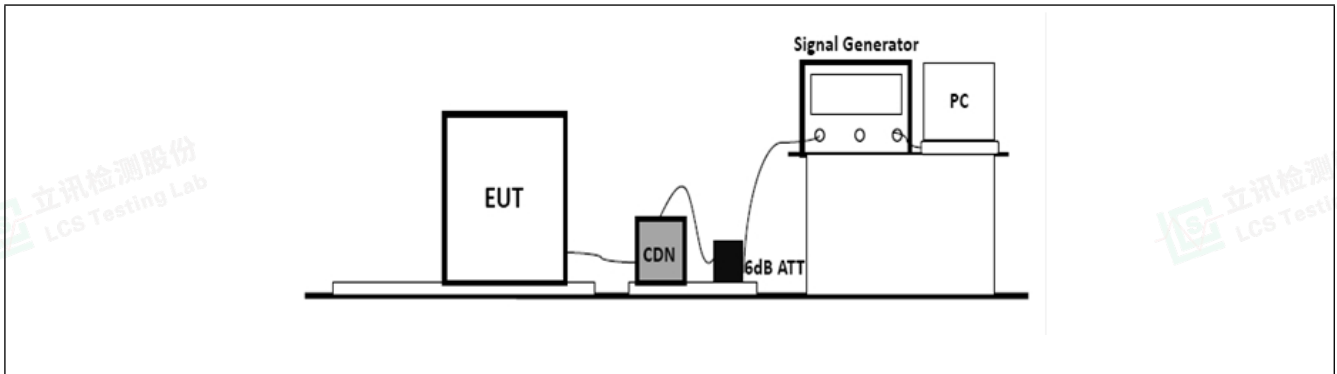 Signal Generator
PC
EUT
CDN
6dB ATT
立讯检测股份
LCS Testing Lab
立讯检测
LCS Testi